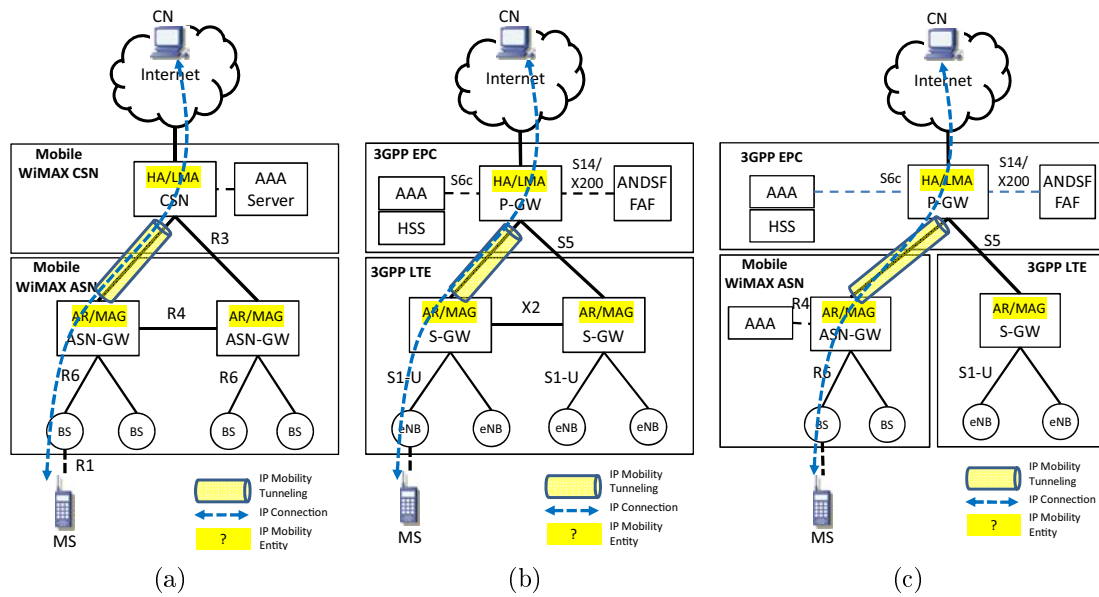 CN
Internet
Mobile
WiMAX CSN
HA/LMA
CSN
AAA
Server
R3
Mobile
WiMAX ASN
AR/MAG
ASN-GW
R4
AR/MAG
ASN-GW
R6
R6
BS
BS
BS
BS
R1
MS
IP Mobility
Tunneling
IP Connection
?
IP Mobility
Entity
(a)
CN
Internet
3GPP EPC
AAA
HSS
S6c
HA/LMA
P-GW
S14/
X200
ANDSF
FAF
S5
3GPP LTE
AR/MAG
S-GW
X2
AR/MAG
S-GW
S1-U
S1-U
eNB
eNB
eNB
eNB
MS
IP Mobility
Tunneling
IP Connection
?
IP Mobility
Entity
(b)
CN
Internet
3GPP EPC
AAA
HSS
S6c
HA/LMA
P-GW
S14/
X200
ANDSF
FAF
S5
Mobile
WiMAX ASN
3GPP LTE
AAA
R4
AR/MAG
ASN-GW
AR/MAG
S-GW
R6
S1-U
BS
BS
eNB
eNB
MS
IP Mobility
Tunneling
IP Connection
?
IP Mobility
Entity
(c)